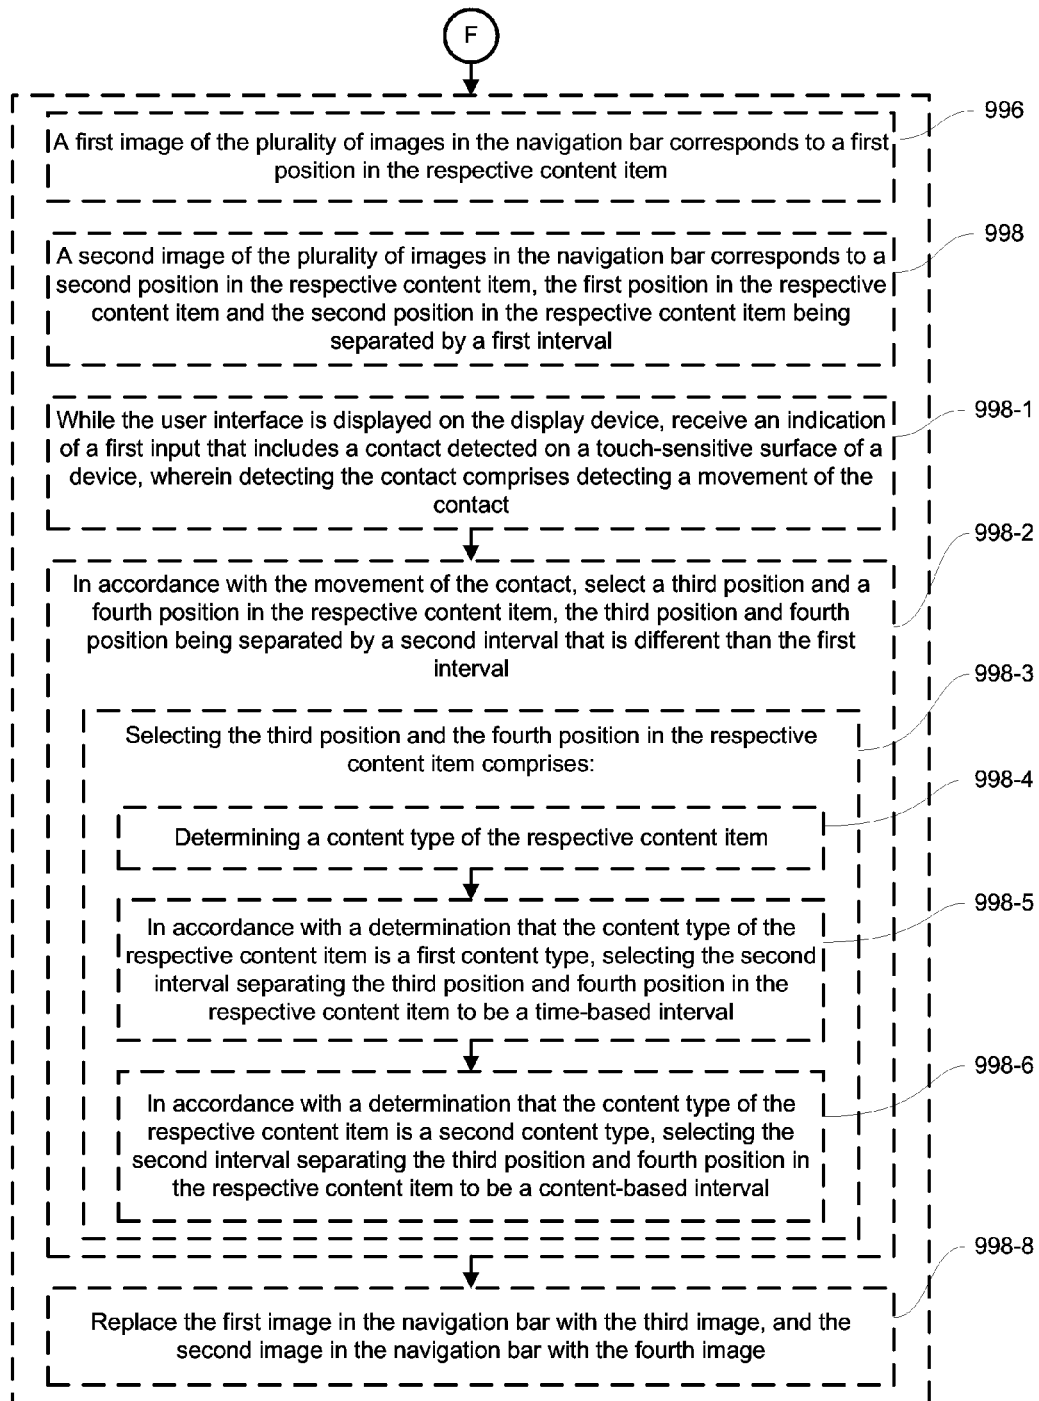 F
996
A first image of the plurality of images in the navigation bar corresponds to a first
position in the respective content item
998
A second image of the plurality of images in the navigation bar corresponds to a
second position in the respective content item, the first position in the respective
content item and the second position in the respective content item being
separated by a first interval
998-1
While the user interface is displayed on the display device, receive an indication
of a first input that includes a contact detected on a touch-sensitive surface of a
device, wherein detecting the contact comprises detecting a movement of the
contact
998-2
In accordance with the movement of the contact, select a third position and a
fourth position in the respective content item, the third position and fourth
position being separated by a second interval that is different than the first
interval
998-3
Selecting the third position and the fourth position in the respective
content item comprises:
998-4
Determining a content type of the respective content item
998-5
In accordance with a determination that the content type of the
respective content item is a first content type, selecting the second
interval separating the third position and fourth position in the
respective content item to be a time-based interval
998-6
In accordance with a determination that the content type of the
respective content item is a second content type, selecting the
second interval separating the third position and fourth position in
the respective content item to be a content-based interval
998-8
Replace the first image in the navigation bar with the third image, and the
second image in the navigation bar with the fourth image